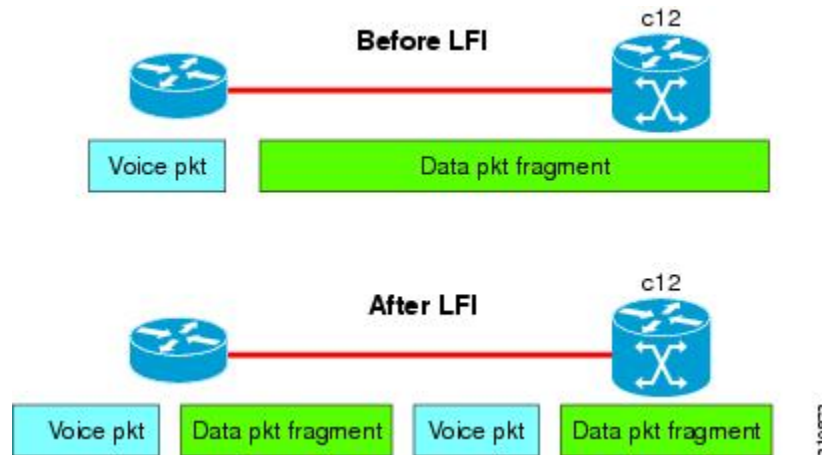 c12
Before LFI
Voice pkt
Data pkt fragment
c12
After LFI
Voice pkt
Data pkt fragment
Voice pkt
Data pkt fragment